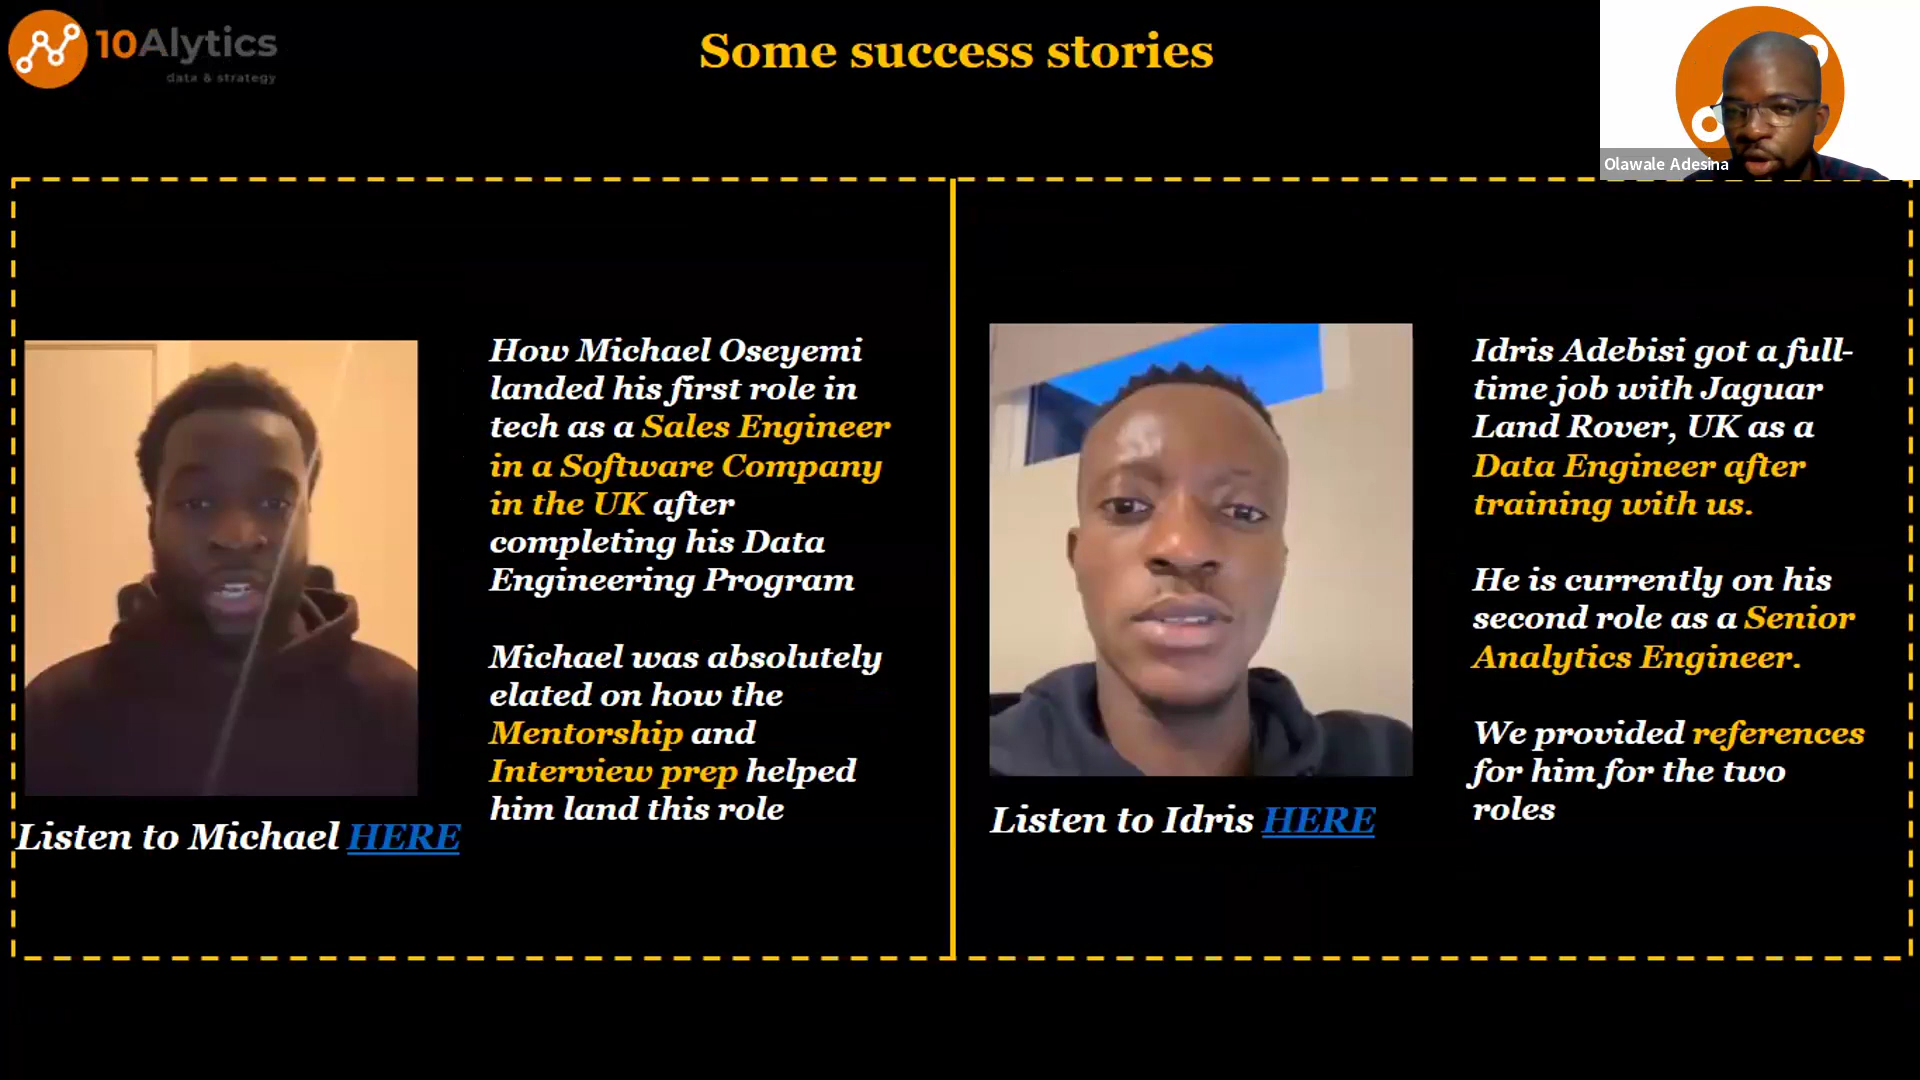 10Alytics
data & strategy
Some success stories
Olawale Adesina
How Michael Oseyemi
landed his first role in
tech as a Sales Engineer
in a Software Company
in the UK after
completing his Data
Engineering Program
Michael was absolutely
elated on how the
Mentorship and
Interview prep helped
him land this role
Listen to Michael HERE
Idris Adebisi got a full-
time job with Jaguar
Land Rover, UK as a
Data Engineer after
training with us.
He is currently on his
second role as a Senior
Analytics Engineer.
We provided references
for him for the two
roles
Listen to Idris HERE